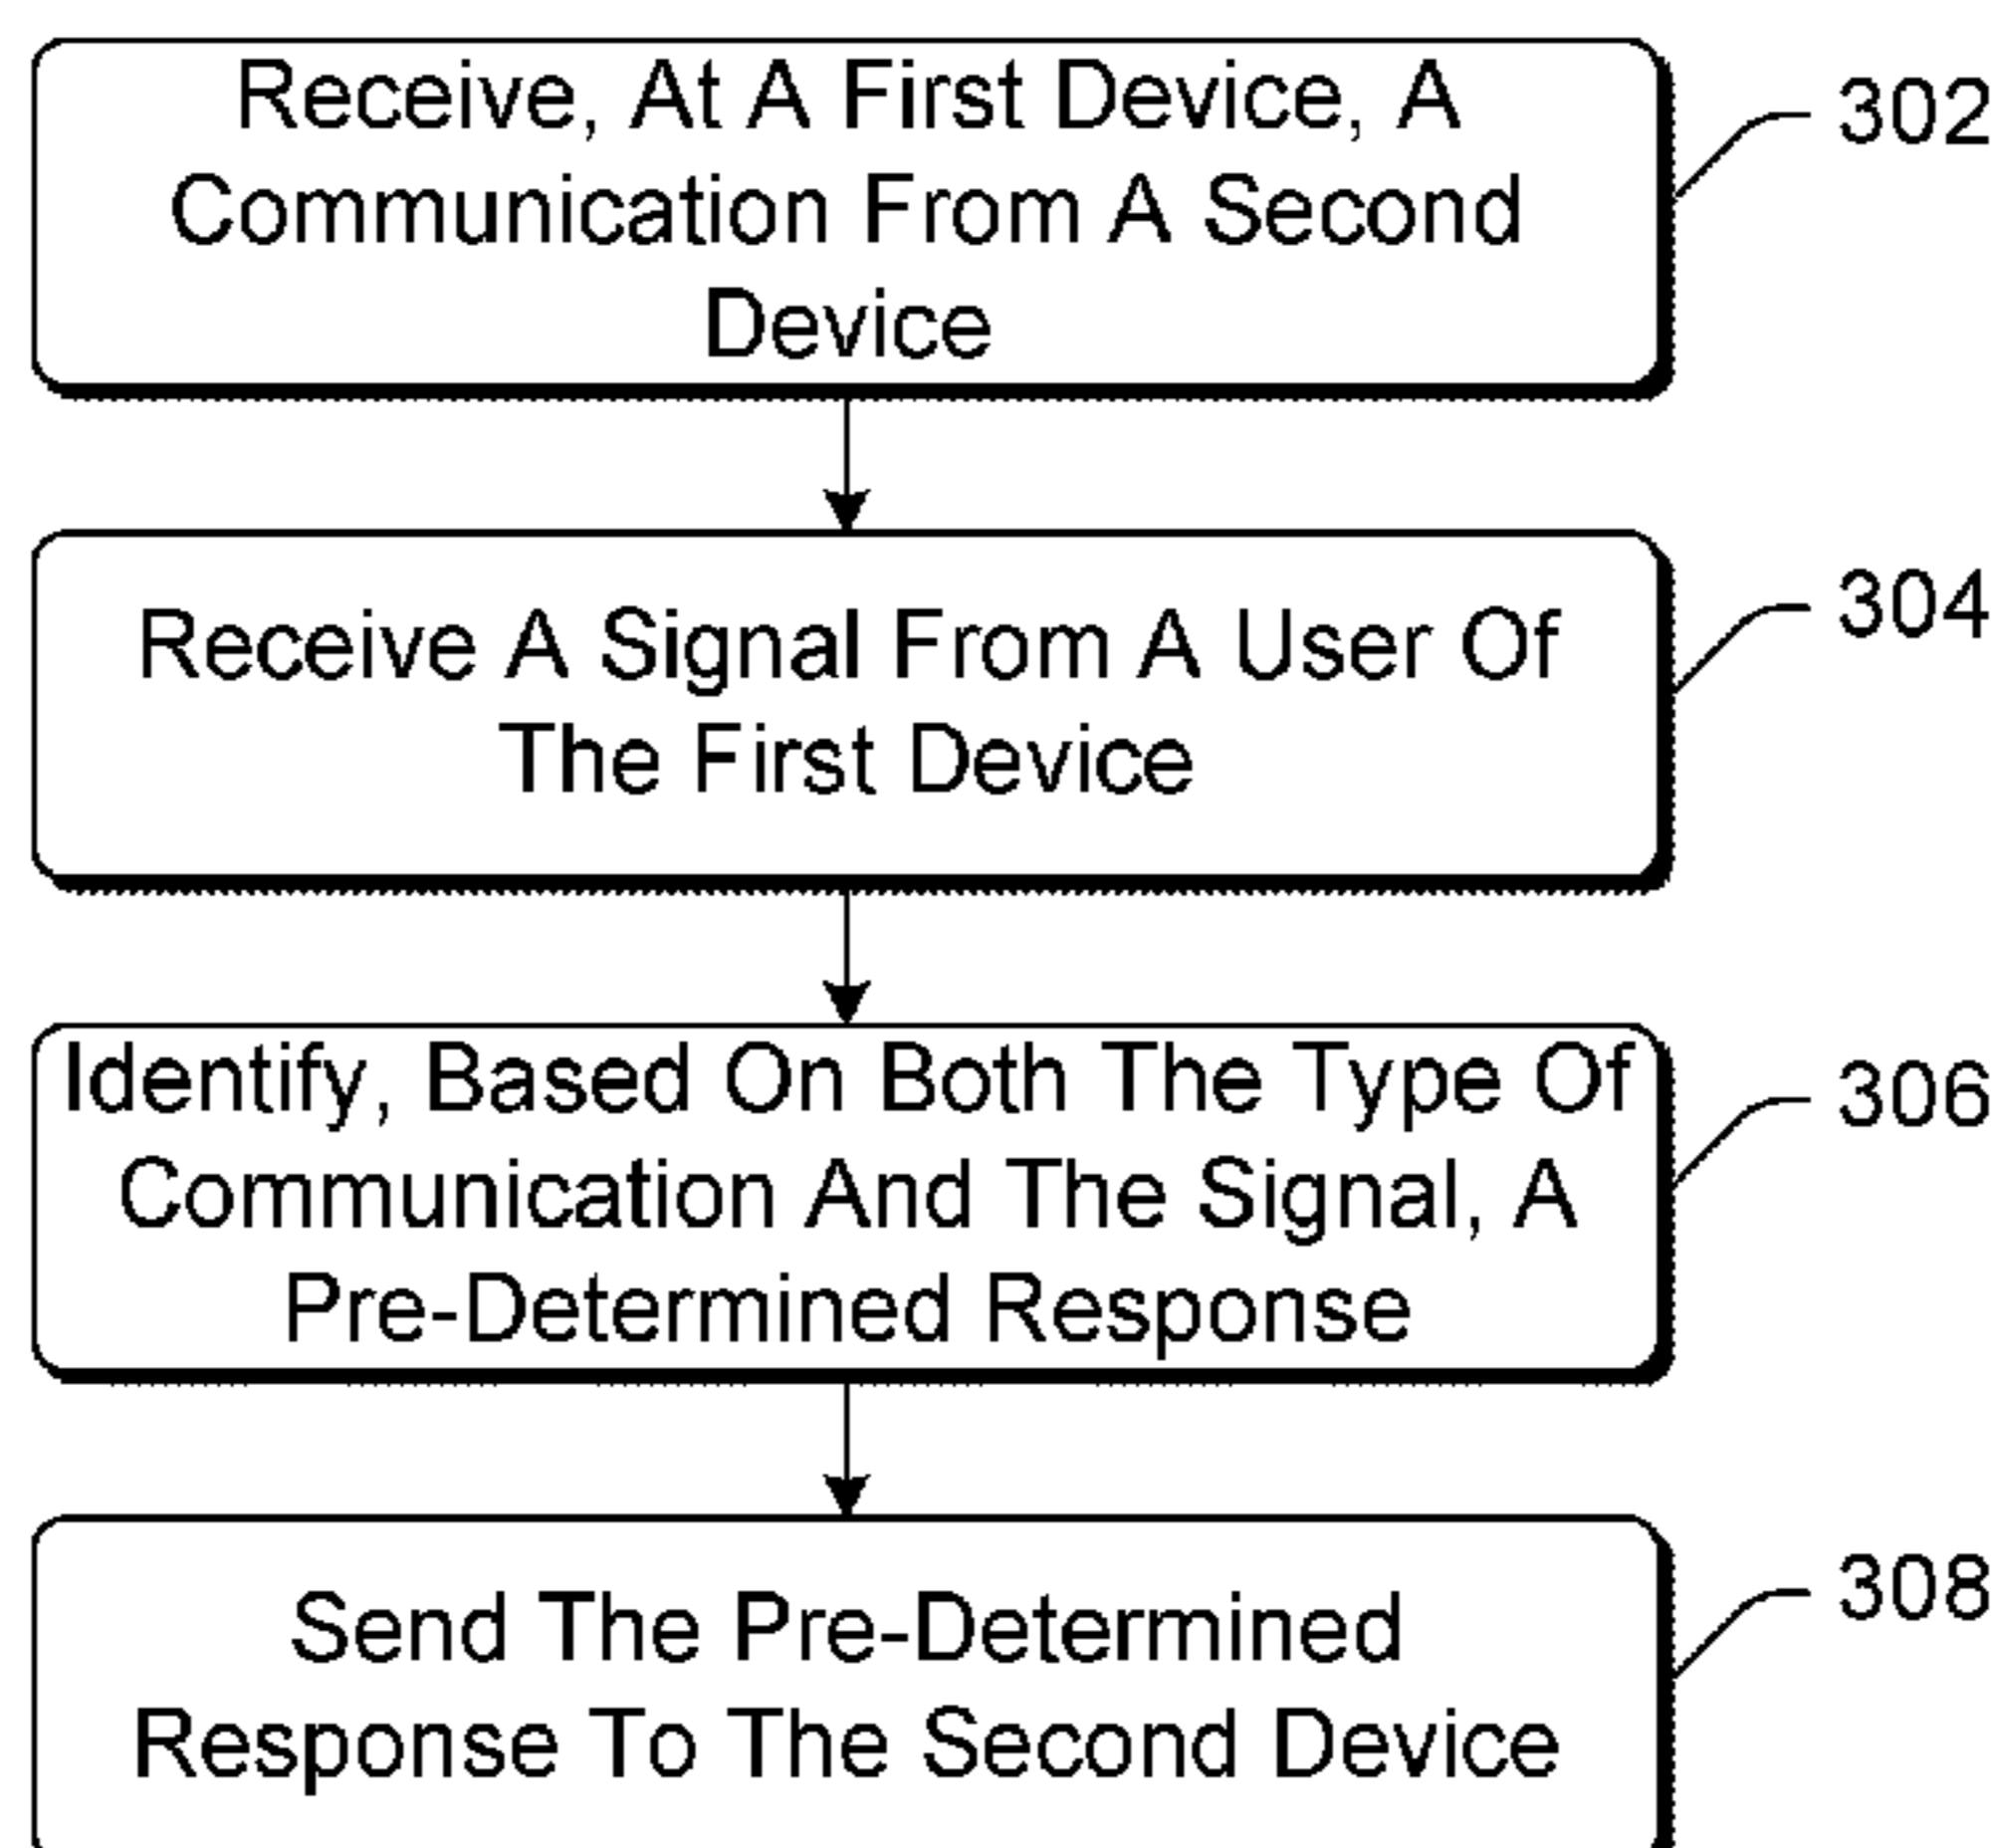 Receive, At A First Device, A
Communication From A Second
Device
302
Receive A Signal From A User Of
The First Device
304
Identify, Based On Both The Type Of
Communication And The Signal, A
Pre-Determined Response
306
Send The Pre-Determined
Response To The Second Device
308